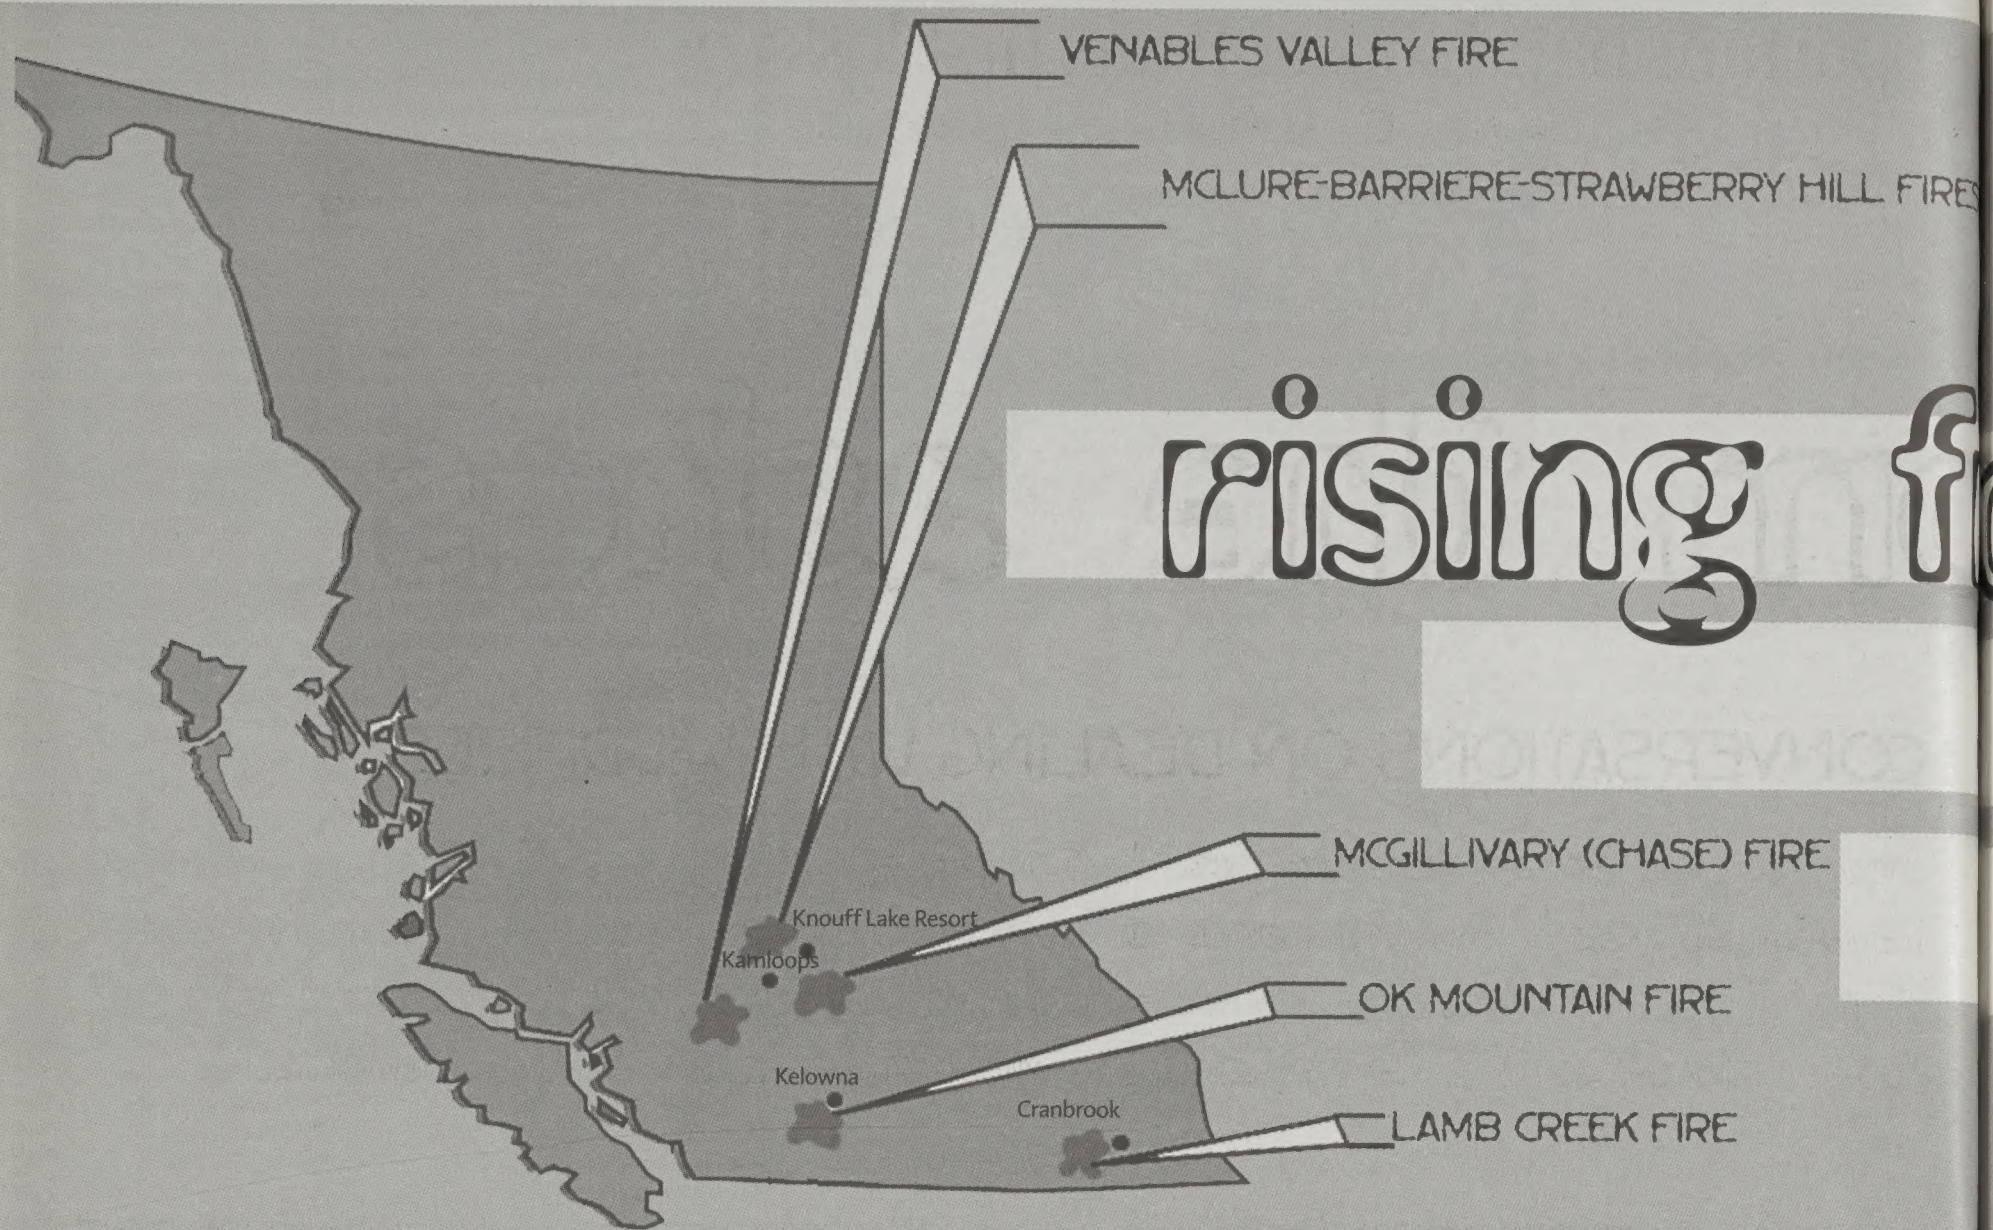 VENABLES VALLEY FIRE
MCLURE-BARRIERE-STRAWBERRY HILL FIRES
rising
MCGILLIVARY (CHASE) FIRE
Knouff Lake Resort
Kamloops
OK MOUNTAIN FIRE
Kelowna
Cranbrook
LAMB CREEK FIRE